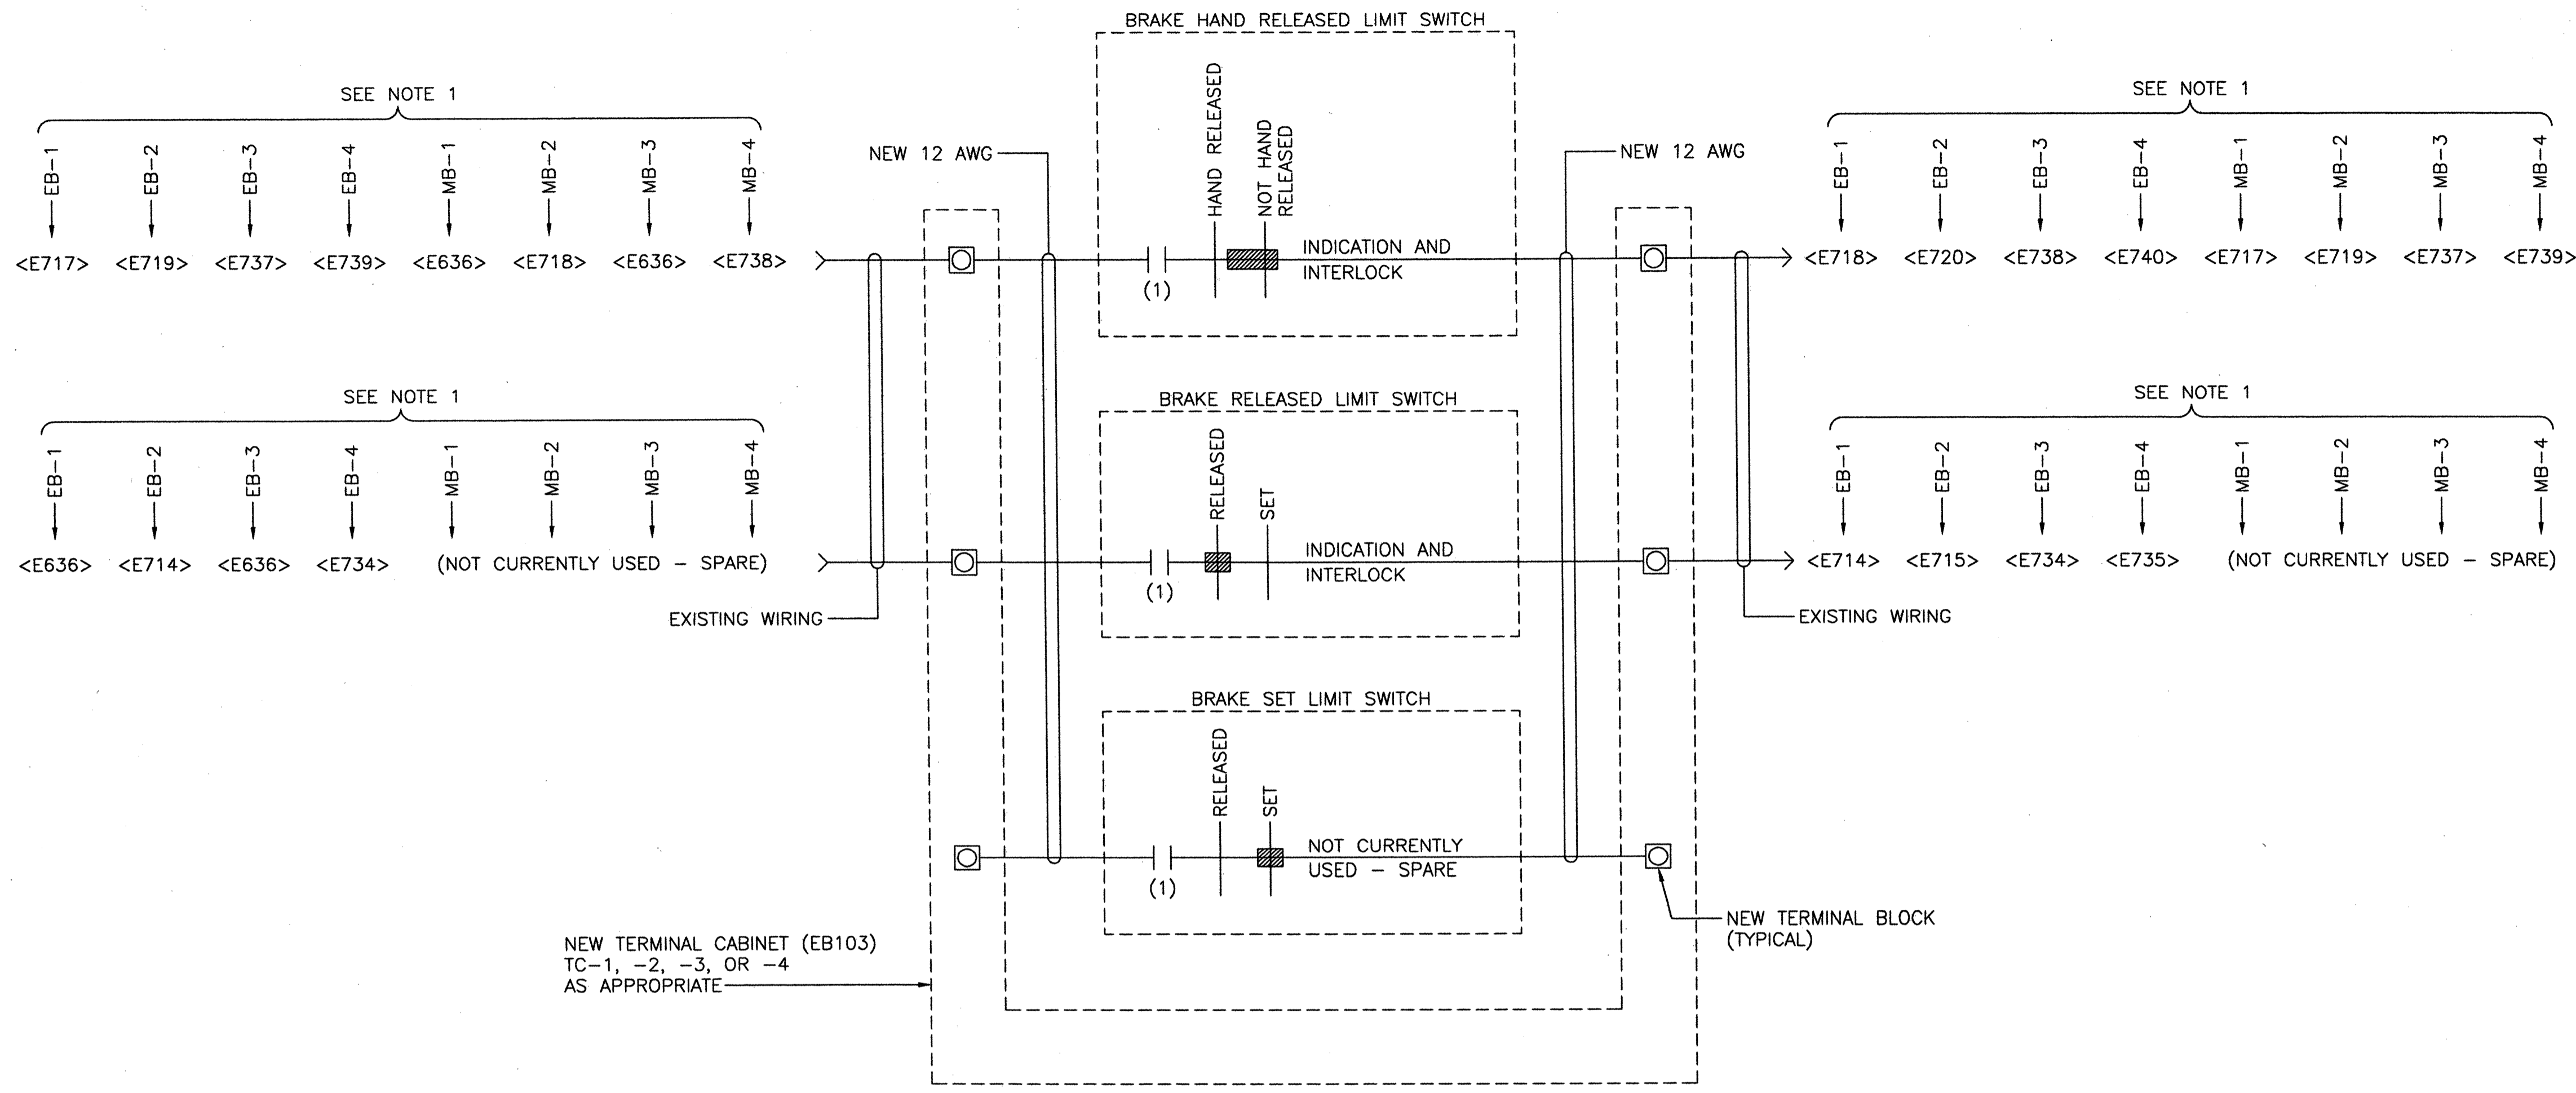 BRAKE HAND RELEASED LIMIT SWITCH
SEE NOTE 1
EB-1
EB-2
EB-3
EB-4
MB-1
MB-2
MB-3
MB-4
<E717> <E719> <E737> <E739> <E636> <E718> <E636> <E738>
NEW 12 AWG
HAND RELEASED
NOT HAND
RELEASED
(1)
INDICATION AND
INTERLOCK
NEW 12 AWG
SEE NOTE 1
EB-1
EB-2
EB-3
EB-4
MB-1
MB-2
MB-3
MB-4
<E718> <E720> <E738> <E740> <E717> <E719> <E737> <E739>
SEE NOTE 1
EB-1
EB-2
EB-3
EB-4
MB-1
MB-2
MB-3
MB-4
<E636> <E714> <E636> <E734> (NOT CURRENTLY USED - SPARE)
EXISTING WIRING
BRAKE RELEASED LIMIT SWITCH
RELEASED
SET
(1)
INDICATION AND
INTERLOCK
SEE NOTE 1
EB-1
EB-2
EB-3
EB-4
MB-1
MB-2
MB-3
MB-4
<E714> <E715> <E734> <E735> (NOT CURRENTLY USED - SPARE)
EXISTING WIRING
BRAKE SET LIMIT SWITCH
RELEASED
SET
(1)
NOT CURRENTLY
USED - SPARE
NEW TERMINAL BLOCK
(TYPICAL)
NEW TERMINAL CABINET (EB103)
TC-1, -2, -3, OR -4
AS APPROPRIATE